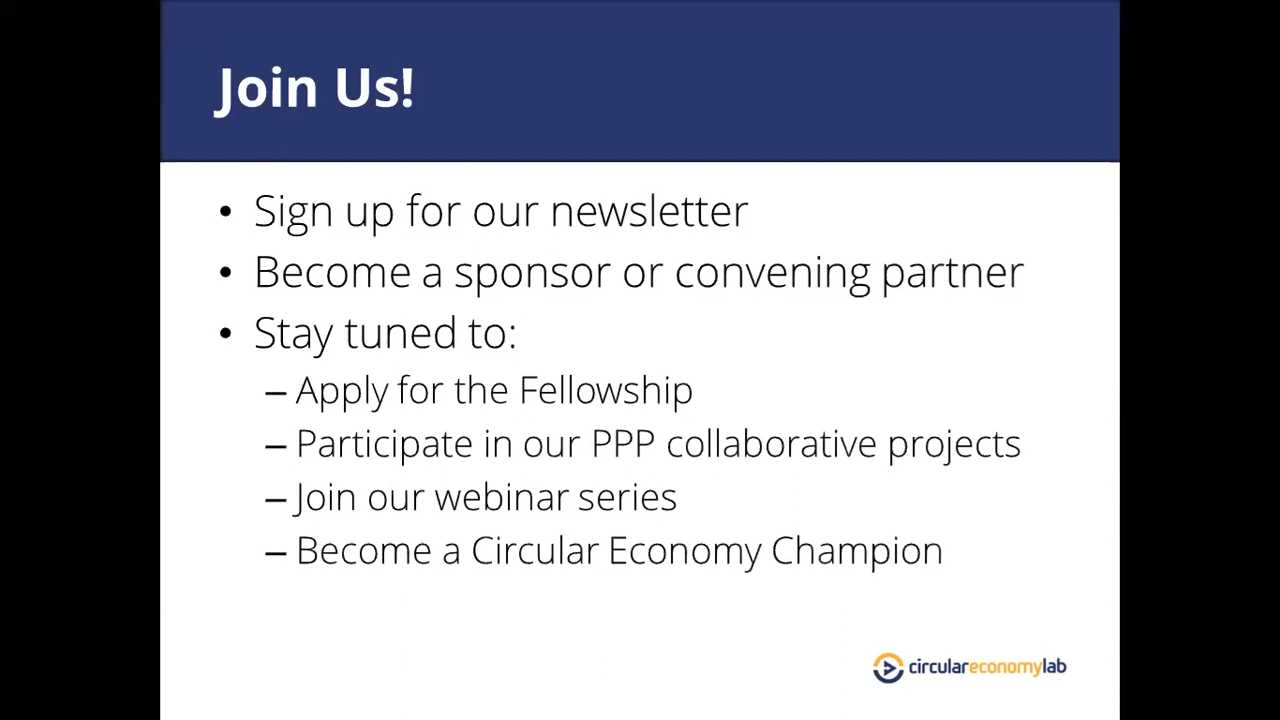 Join Us!
• Sign up for our newsletter
• Become a sponsor or convening partner
• Stay tuned to:
– Apply for the Fellowship
– Participate in our PPP collaborative projects
– Join our webinar series
– Become a Circular Economy Champion
circulareconomylab